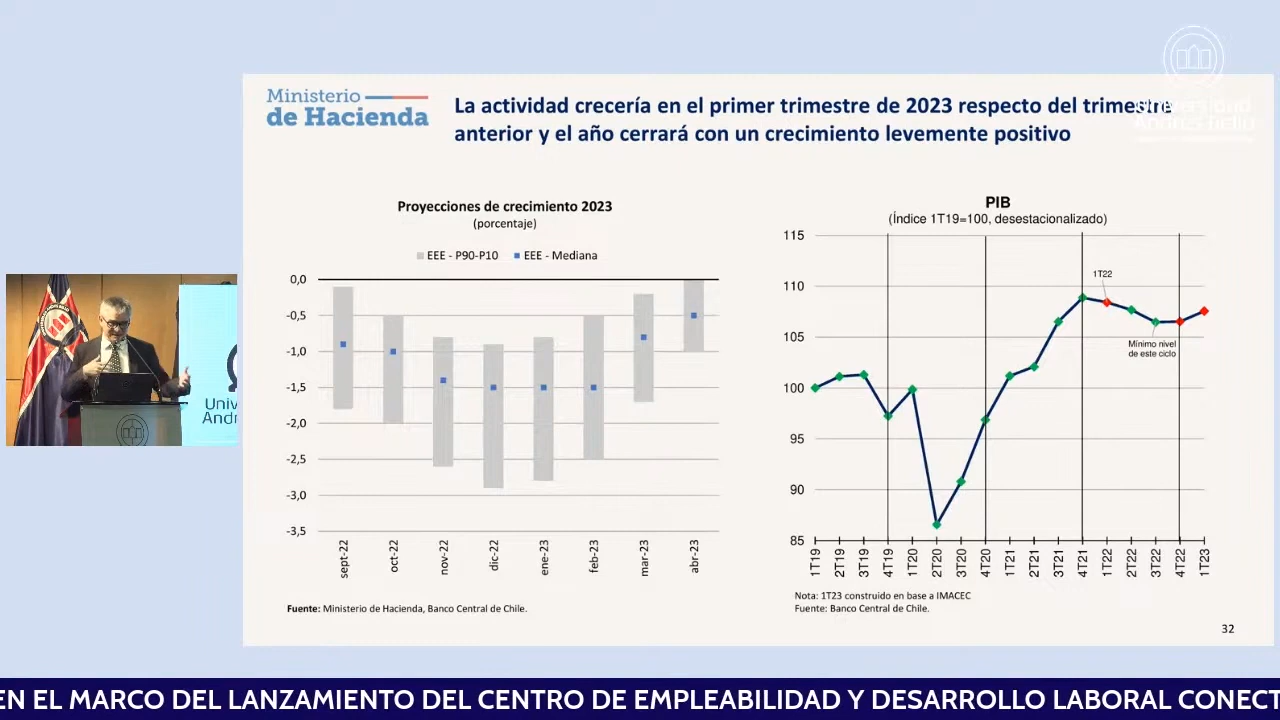 Ministerio
de Hacienda
La actividad crecería en el primer trimestre de 2023 respecto del trimestre
anterior y el año cerrará con un crecimiento levemente positivo
Universidad
Andrés Bello
Proyecciones de crecimiento 2023
(porcentaje)
EEE - P90-P10 EEE - Mediana
0,0
-0,5
-1,0
-1,5
-2,0
-2,5
-3,0
-3,5
sept-22 oct-22 nov-22 dic-22 ene-23 feb-23 mar-23 abr-23
Fuente: Ministerio de Hacienda, Banco Central de Chile.
PIB
(Índice 1T19=100, desestacionalizado)
115
110
105
100
95
90
85
1T22
Mínimo nivel
de este ciclo
1T19 2T19 3T19 4T19 1T20 2T20 3T20 4T20 1T21 2T21 3T21 4T21 1T22 2T22 3T22 4T22 1T23
Nota: 1T23 construido en base a IMACEC
Fuente: Banco Central de Chile.
32
Unive
Andr
EN EL MARCO DEL LANZAMIENTO DEL CENTRO DE EMPLEABILIDAD Y DESARROLLO LABORAL CONECT